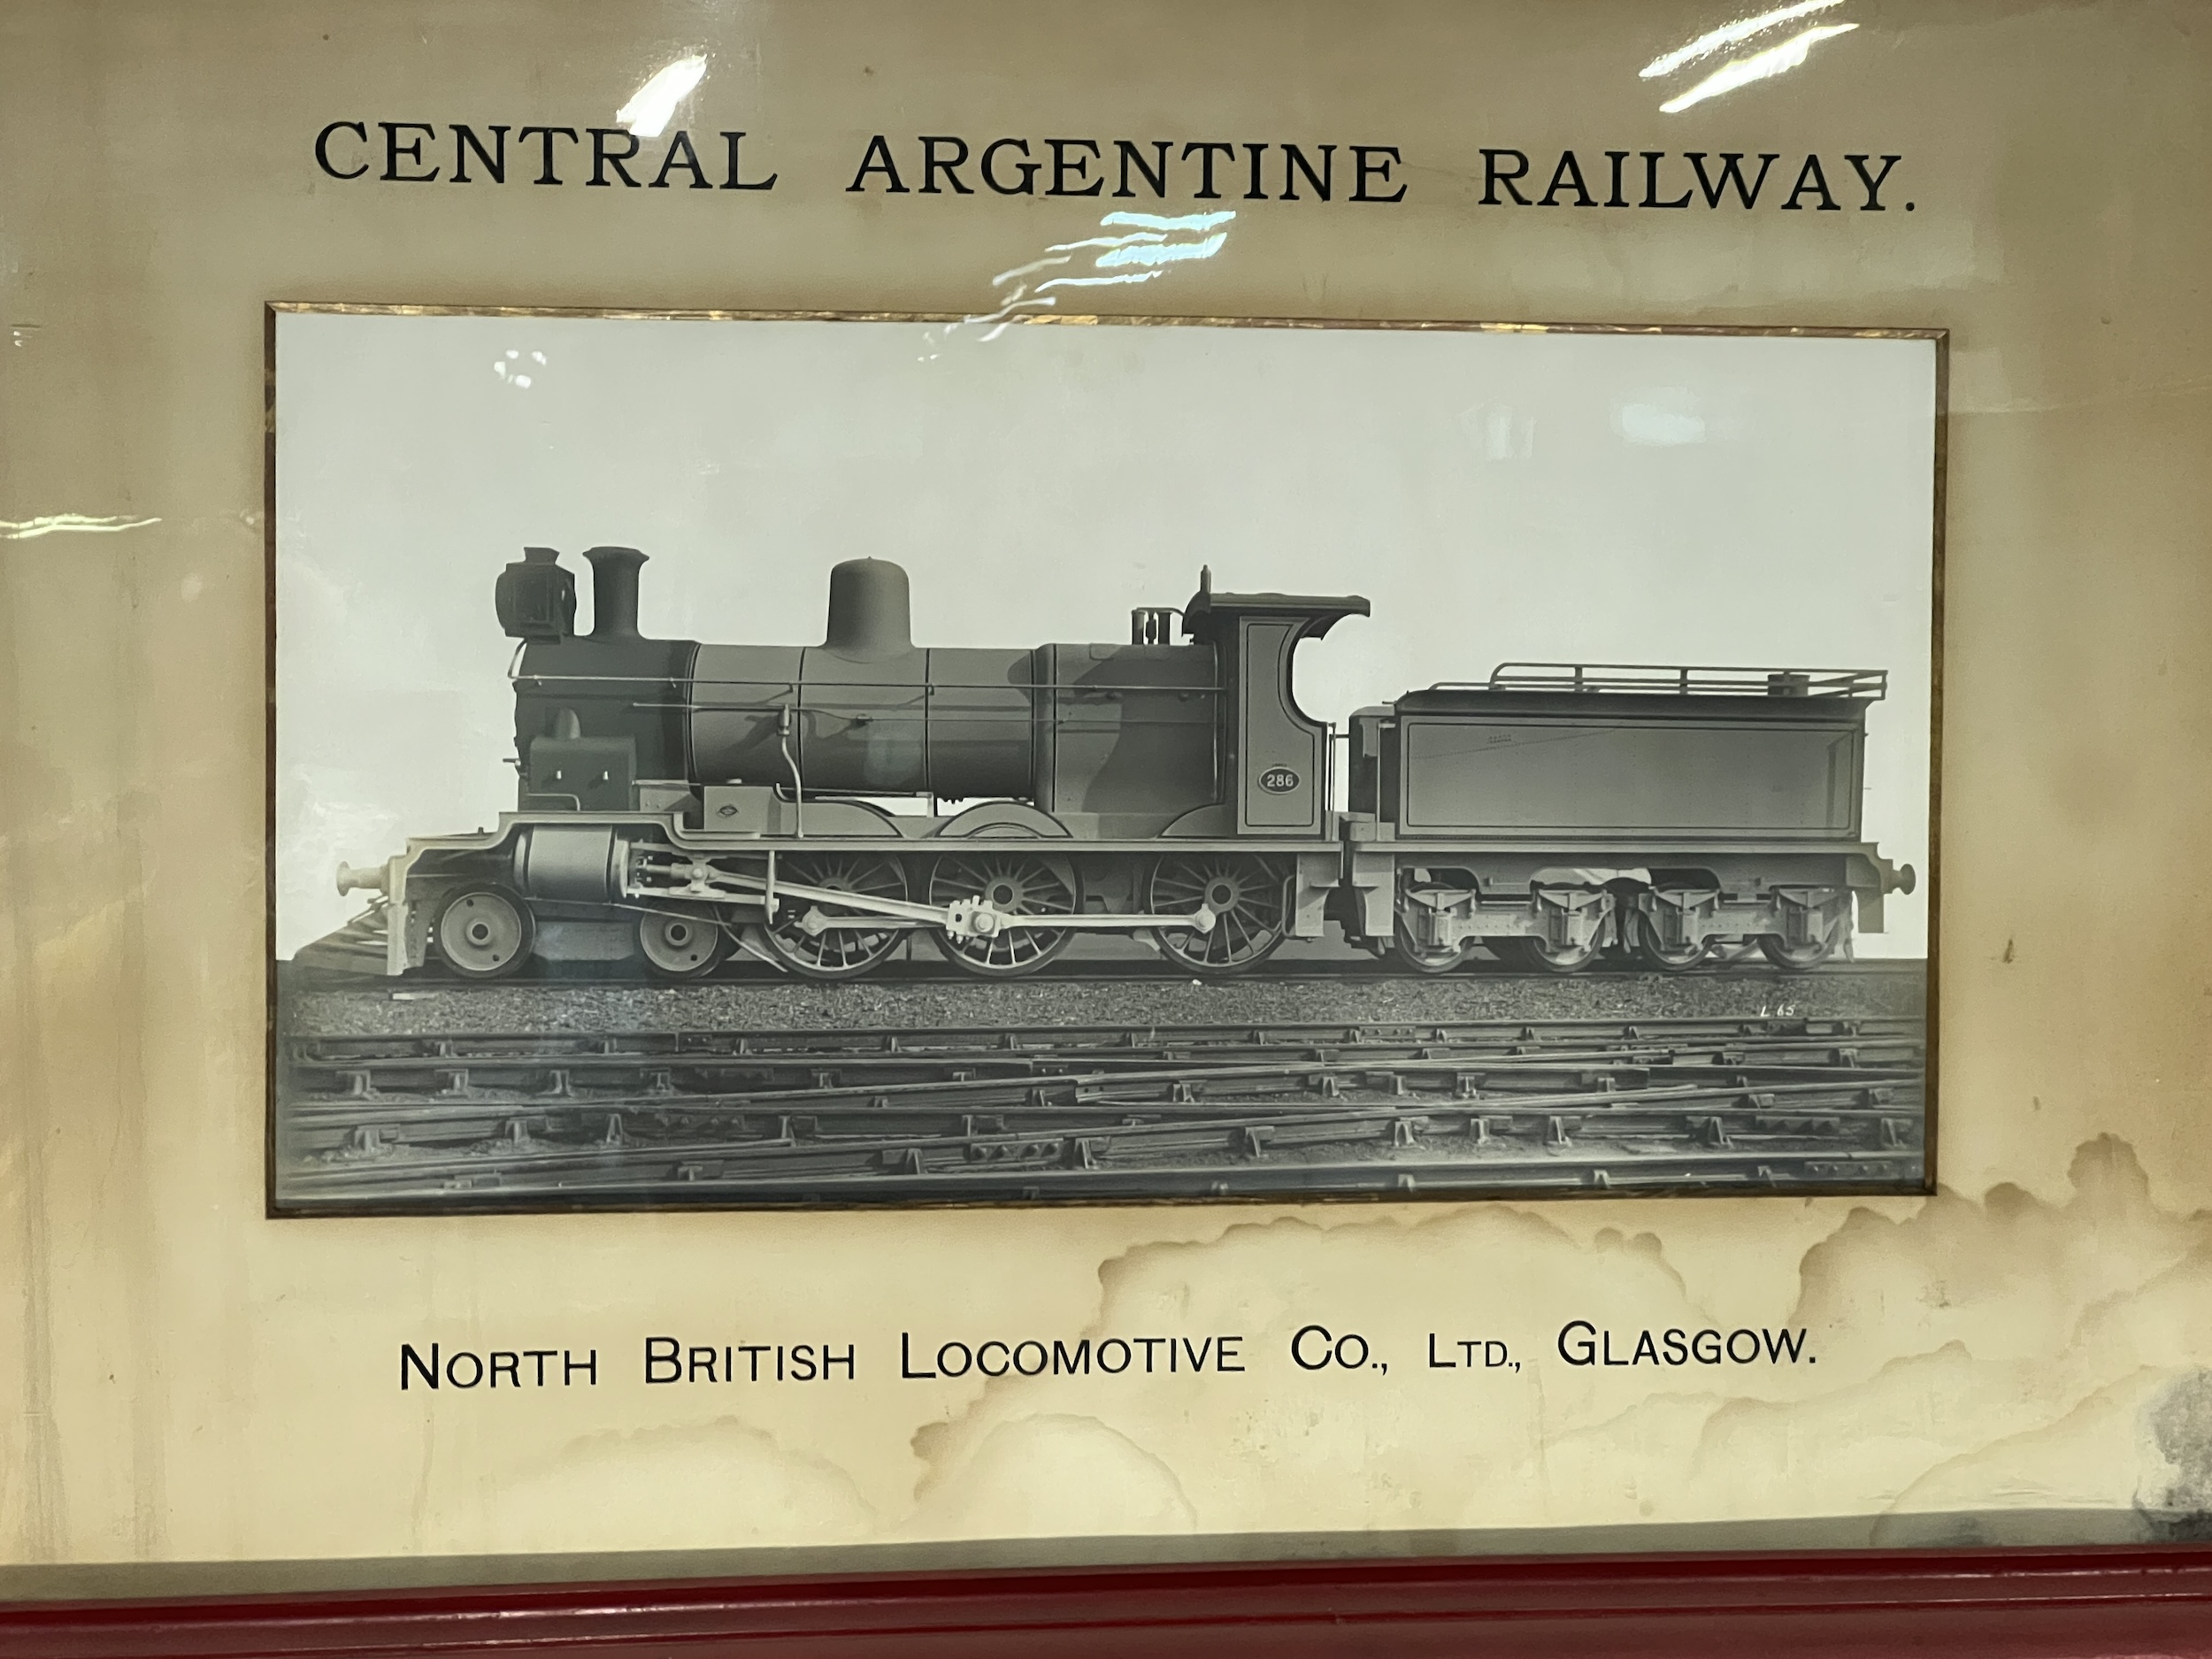 CENTRAL ARGENTINE RAILWAY.
286
L 65
NORTH BRITISH LOCOMOTIVE CO., LTD., GLASGOW.